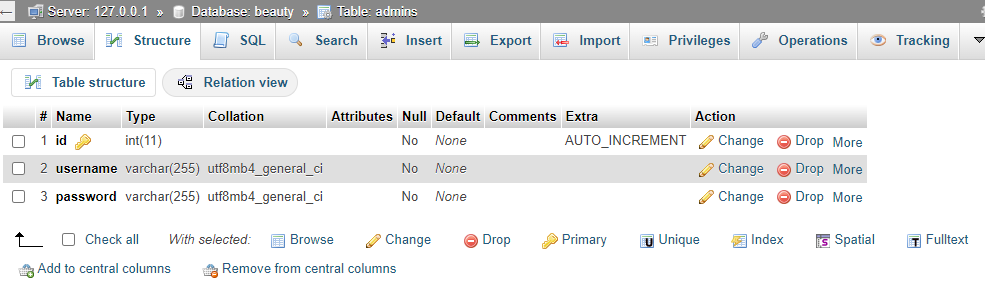 Server: 127.0.0.1 » Database: beauty » Table: admins
Browse Structure SQL Search Insert Export Import Privileges Operations Tracking
Table structure Relation view
# Name Type Collation Attributes Null Default Comments Extra Action
1 id int(11) No None AUTO_INCREMENT Change Drop More
2 username varchar(255) utf8mb4_general_ci No None Change Drop More
3 password varchar(255) utf8mb4_general_ci No None Change Drop More
Check all With selected: Browse Change Drop Primary Unique Index Spatial Fulltext
Add to central columns Remove from central columns